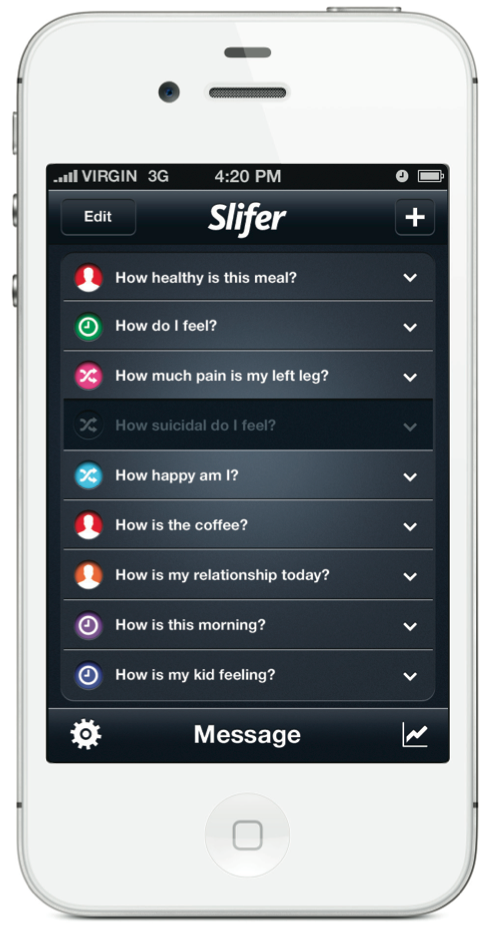 VIRGIN 3G 4:20 PM
Edit Slifer +
How healthy is this meal?
How do I feel?
How much pain is my left leg?
How suicidal do I feel?
How happy am I?
How is the coffee?
How is my relationship today?
How is this morning?
How is my kid feeling?
Message